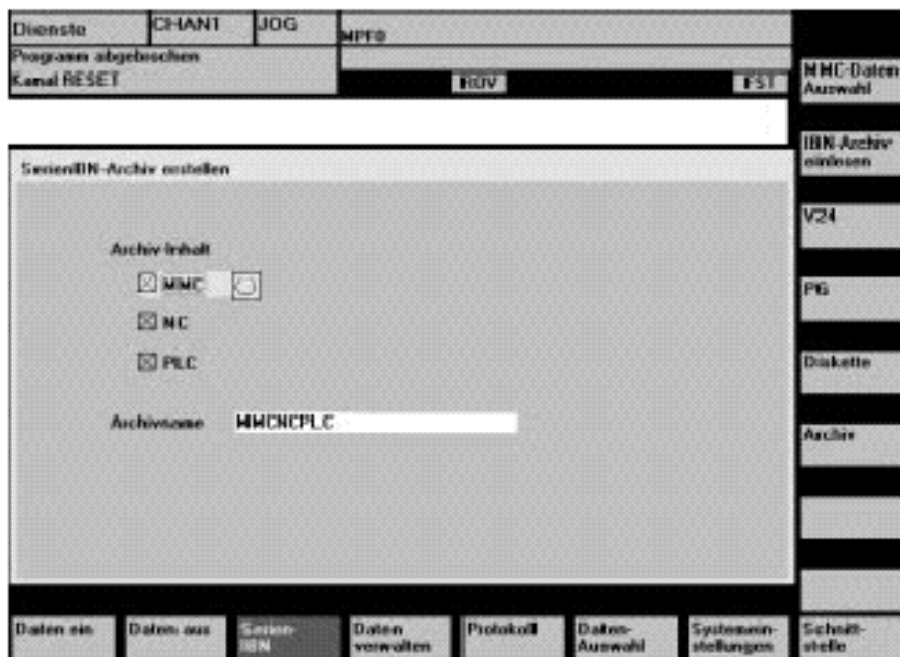 Dienste CHAN1 JOG MPF0
Programm abgebrochen
Kanal RESET ROV FST
MMC-Daten
Auswahl
IBN-Archiv
einlesen
SerienIBN-Archiv erstellen
V24
Archiv-Inhalt
MMC
PG
NC
PLC
Diskette
Archivname MMCNCPLC
Archiv
Daten ein
Daten aus
Serien-
IBN
Daten
verwalten
Protokoll
Daten-
Auswahl
Systemein-
stellungen
Schnitt-
stelle